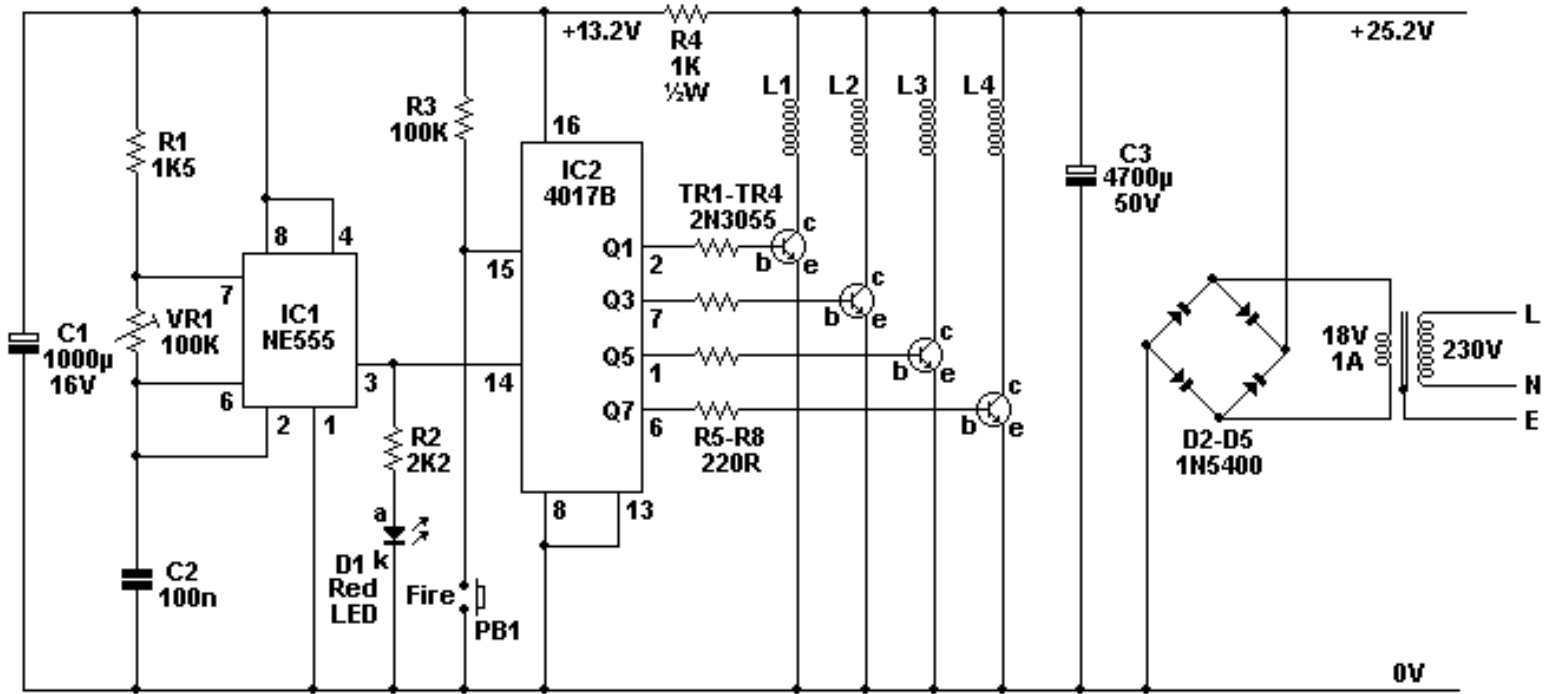 +13.2V
R4
1K
½W
+25.2V
R3
100K
L1
L2
L3
L4
16
R1
1K5
IC2
4017B
C3
4700µ
50V
TR1-TR4
2N3055
8
4
c
Q1
b
e
15
2
7
c
IC1
NE555
VR1
100K
Q3
7
b
e
C1
1000µ
16V
c
18V
1A
230V
L
N
E
3
14
Q5
1
b
e
6
2
1
c
Q7
6
b
e
R2
2K2
R5-R8
220R
D2-D5
1N5400
8
13
a
k
D1
Red
LED
C2
100n
Fire
PB1
0V